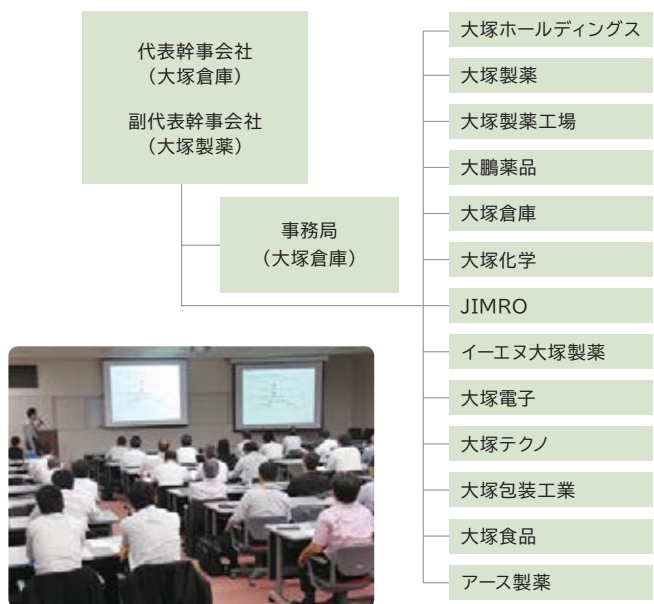 代表幹事会社
（大塚倉庫）
副代表幹事会社
（大塚製薬）
事務局
（大塚倉庫）
大塚ホールディングス
大塚製薬
大塚製薬工場
大鵬薬品
大塚倉庫
大塚化学
JIMRO
イーエヌ大塚製薬
大塚電子
大塚テクノ
大塚包装工業
大塚食品
アース製薬